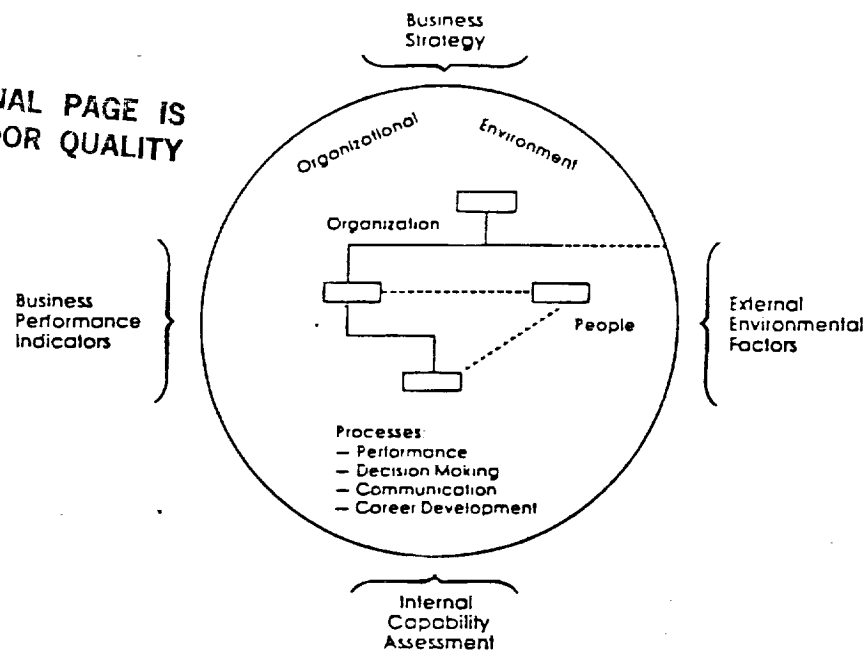 Business
Strategy
NAL PAGE IS
OOR QUALITY
Organizational Environment
Organization
Business
Performance
Indicators
People
External
Environmental
Factors
Processes:
— Performance
— Decision Making
— Communication
— Career Development
Internal
Capability
Assessment